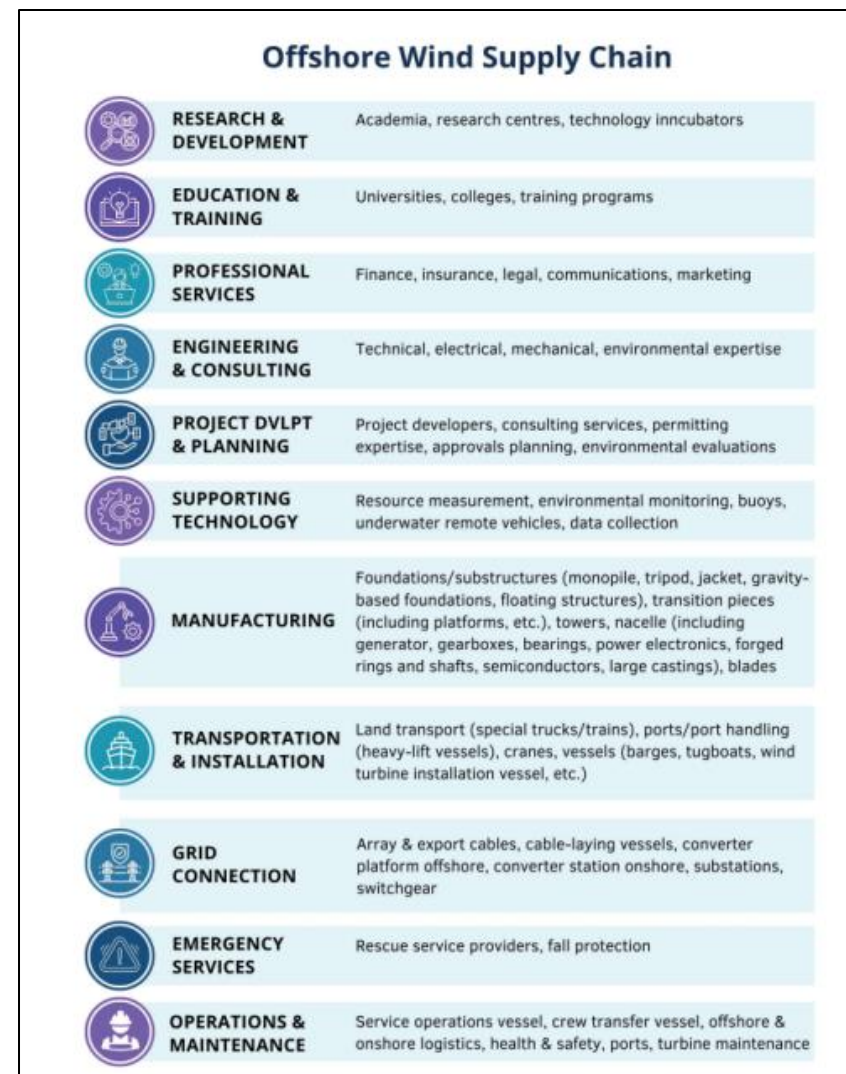 Offshore Wind Supply Chain
RESEARCH &
DEVELOPMENT
Academia, research centres, technology inncubators
EDUCATION &
TRAINING
Universities, colleges, training programs
PROFESSIONAL
SERVICES
Finance, insurance, legal, communications, marketing
ENGINEERING
& CONSULTING
Technical, electrical, mechanical, environmental expertise
PROJECT DVLPT
& PLANNING
Project developers, consulting services, permitting
expertise, approvals planning, environmental evaluations
SUPPORTING
TECHNOLOGY
Resource measurement, environmental monitoring, buoys,
underwater remote vehicles, data collection
MANUFACTURING
Foundations/substructures (monopile, tripod, jacket, gravity-
based foundations, floating structures), transition pieces
(including platforms, etc.), towers, nacelle (including
generator, gearboxes, bearings, power electronics, forged
rings and shafts, semiconductors, large castings), blades
TRANSPORTATION
& INSTALLATION
Land transport (special trucks/trains), ports/port handling
(heavy-lift vessels), cranes, vessels (barges, tugboats, wind
turbine installation vessel, etc.)
GRID
CONNECTION
Array & export cables, cable-laying vessels, converter
platform offshore, converter station onshore, substations,
switchgear
EMERGENCY
SERVICES
Rescue service providers, fall protection
OPERATIONS &
MAINTENANCE
Service operations vessel, crew transfer vessel, offshore &
onshore logistics, health & safety, ports, turbine maintenance